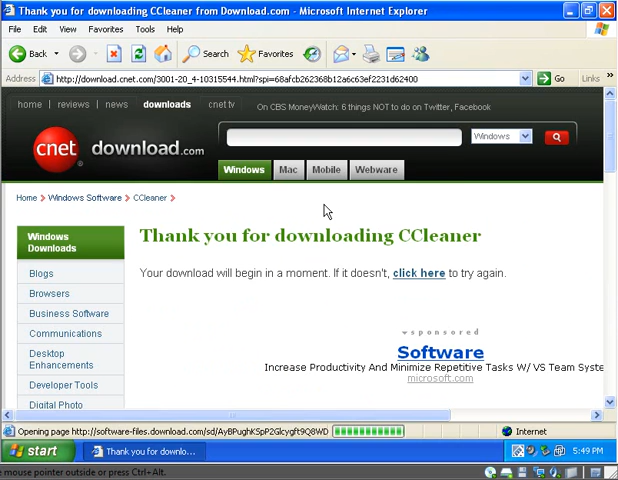 Thank you for downloading CCleaner from Download.com - Microsoft Internet Explorer
File Edit View Favorites Tools Help
Back Search Favorites
Address http://download.cnet.com/3001-20_4-10315544.html?spi=68afcb262368b12a6c63ef2231d62400 Go Links »
home | reviews | news downloads cnet tv On CBS MoneyWatch: 6 things NOT to do on Twitter, Facebook
cnet download.com Windows
Windows Mac Mobile Webware
Home > Windows Software > CCleaner >
Windows Downloads
Thank you for downloading CCleaner
Your download will begin in a moment. If it doesn't, click here to try again.
Blogs
Browsers
Business Software
Communications
Desktop
Enhancements
Developer Tools
Digital Photo
sponsored
Software
Increase Productivity And Minimize Repetitive Tasks W/ VS Team Syste
microsoft.com
Opening page http://software-files.download.com/sd/AyBPughKSpP2Glcygft9Q8WD Internet
start Thank you for downlo... 5:49 PM
e mouse pointer outside or press Ctrl+Alt.